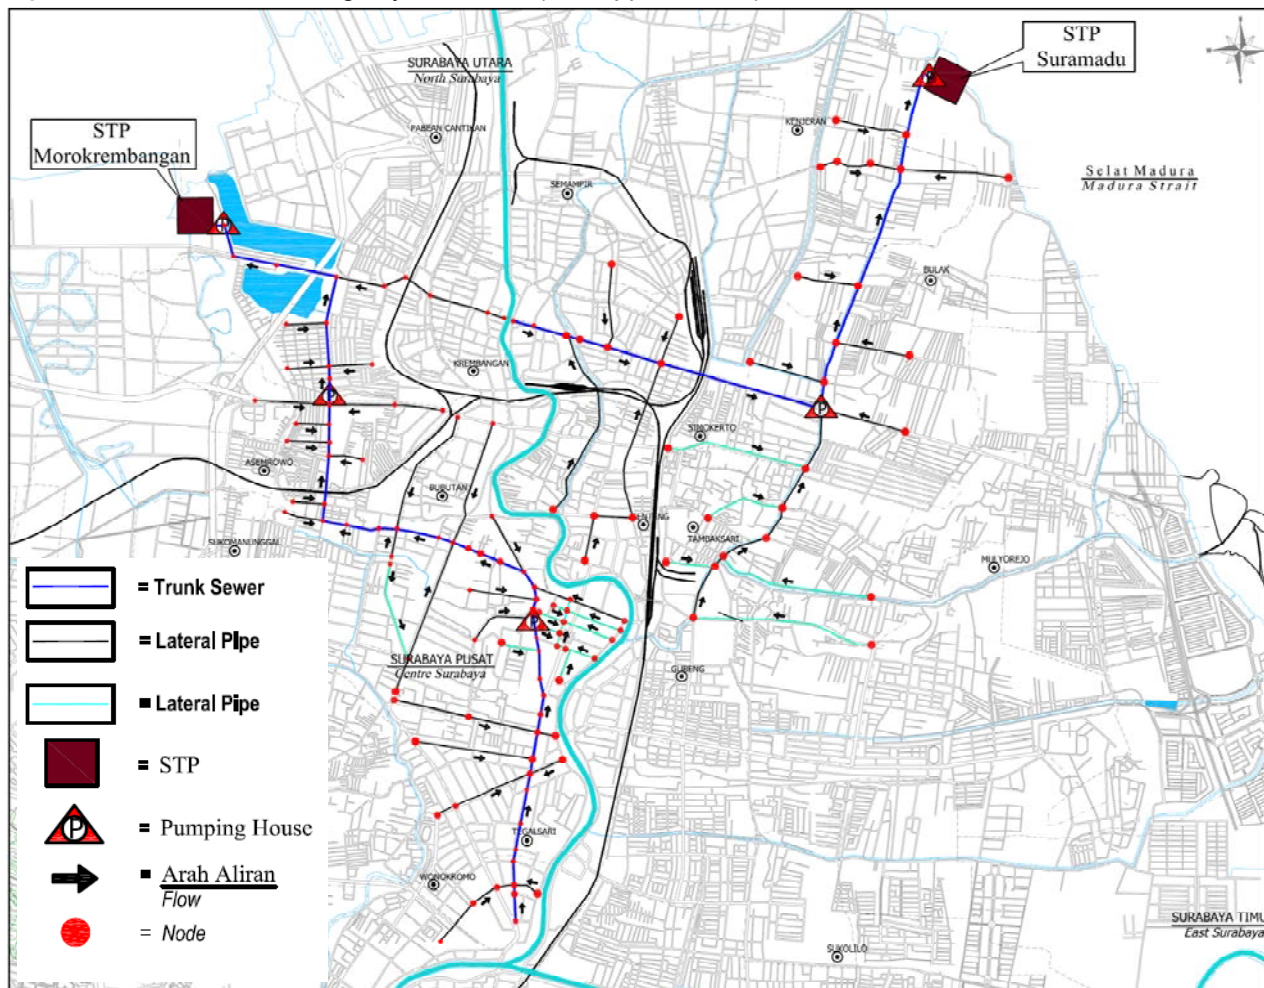 STP
Suramadu
SURABAYA UTARA
North Surabaya
PABEAN CANTIKAN
KENJERAN
STP
Morokrembangan
SEMAMPIR
Selat Madura
Madura Strait
BULAK
KREMBANGAN
SIMOKERTO
ASEMROWO
BUBUTAN
TAMBAKSARI
SUKOMANUNGGAL
MULYOREJO
= Trunk Sewer
= Lateral Pipe
SURABAYA PUSAT
Centre Surabaya
GUBENG
= Lateral Pipe
= STP
P = Pumping House
TEGALSARI
= Arah Aliran
Flow
WONOKROMO
= Node
SURABAYA TIMU
East Surabaya
SUKOLILO
P
P
P
P
P